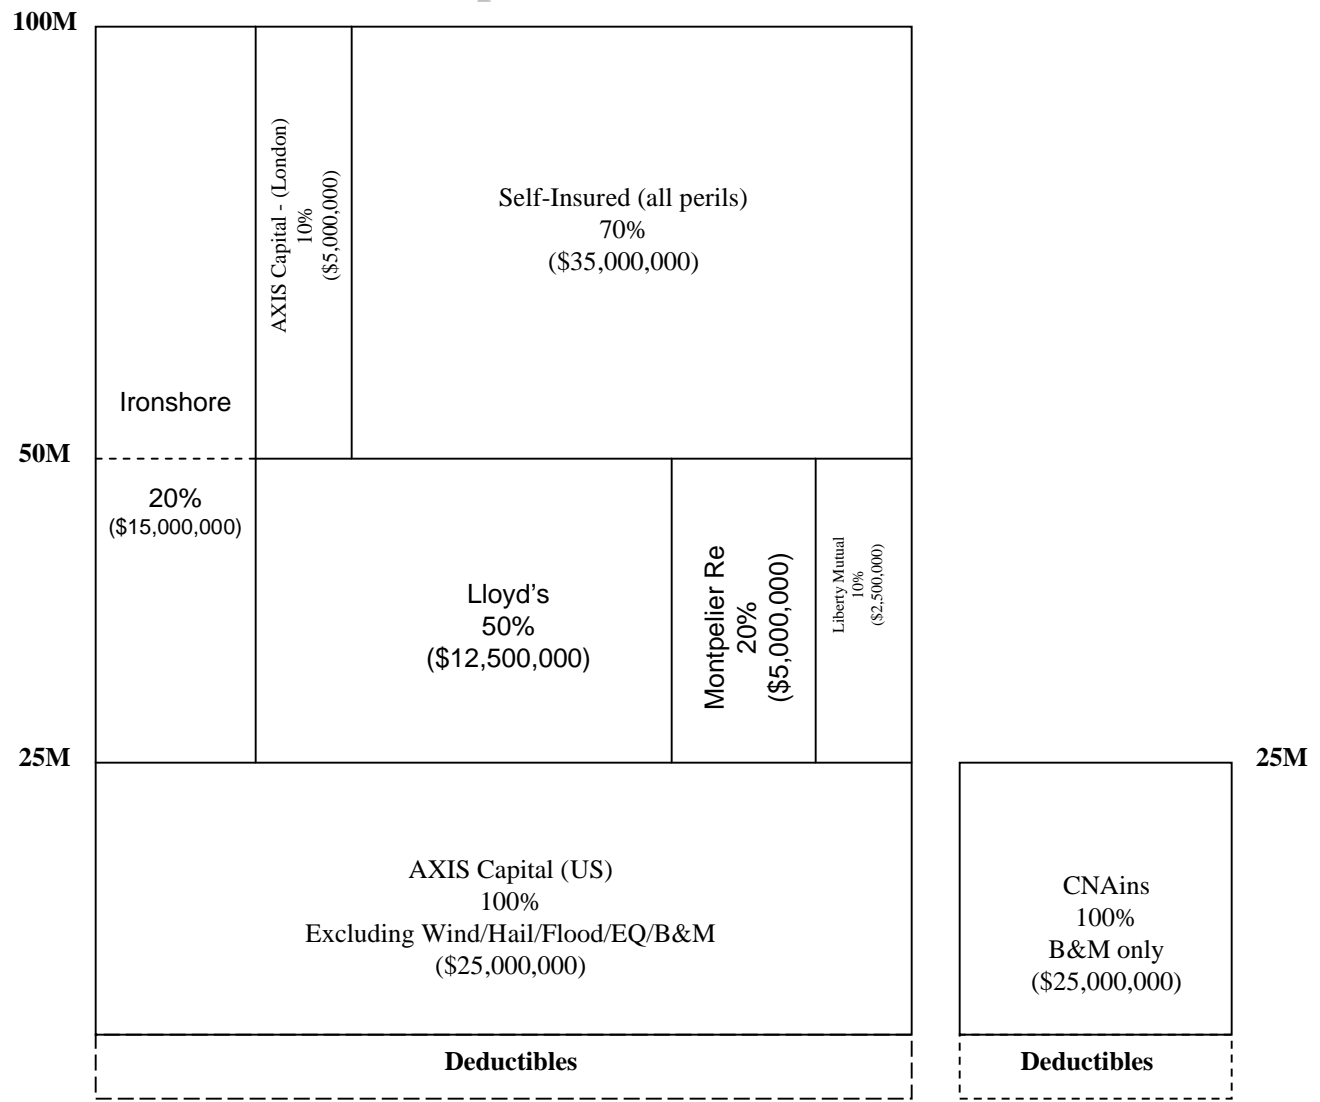 100M
AXIS Capital - (London)
10%
($5,000,000)
Self-Insured (all perils)
70%
($35,000,000)
Ironshore
50M
20%
($15,000,000)
Lloyd’s
50%
($12,500,000)
Montpelier Re
20%
($5,000,000)
Liberty Mutual
10%
($2,500,000)
25M
25M
AXIS Capital (US)
100%
Excluding Wind/Hail/Flood/EQ/B&M
($25,000,000)
CNAins
100%
B&M only
($25,000,000)
Deductibles
Deductibles